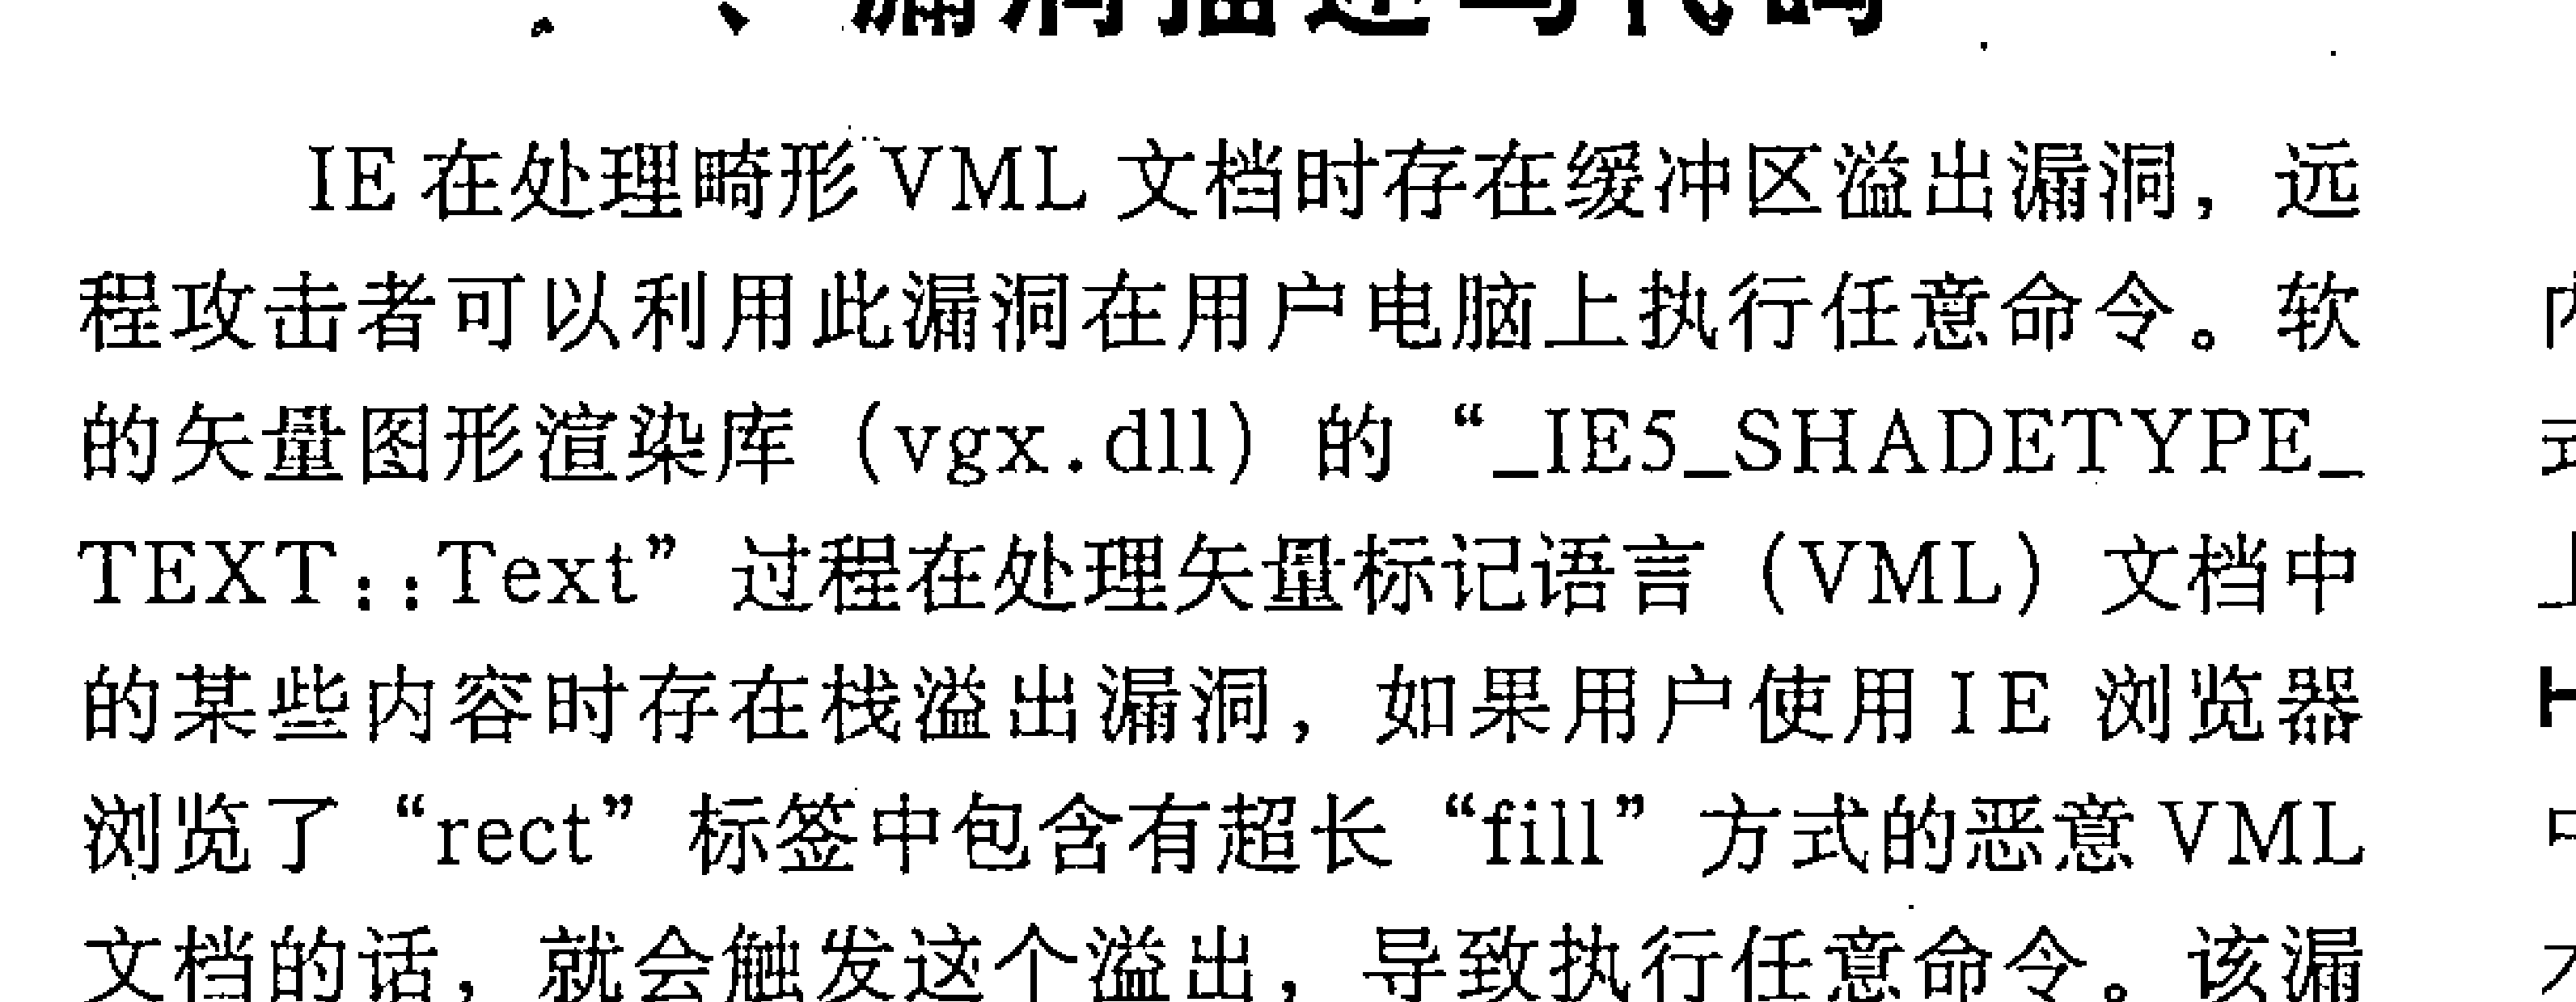 、漏洞描述与代码
IE 在处理畸形 VML 文档时存在缓冲区溢出漏洞，远
程攻击者可以利用此漏洞在用户电脑上执行任意命令。软
的矢量图形渲染库（vgx.dll）的“_IE5_SHADETYPE_
TEXT::Text”过程在处理矢量标记语言（VML）文档中
的某些内容时存在栈溢出漏洞，如果用户使用 IE 浏览器
浏览了“rect”标签中包含有超长“fill”方式的恶意 VML
文档的话，就会触发这个溢出，导致执行任意命令。该漏